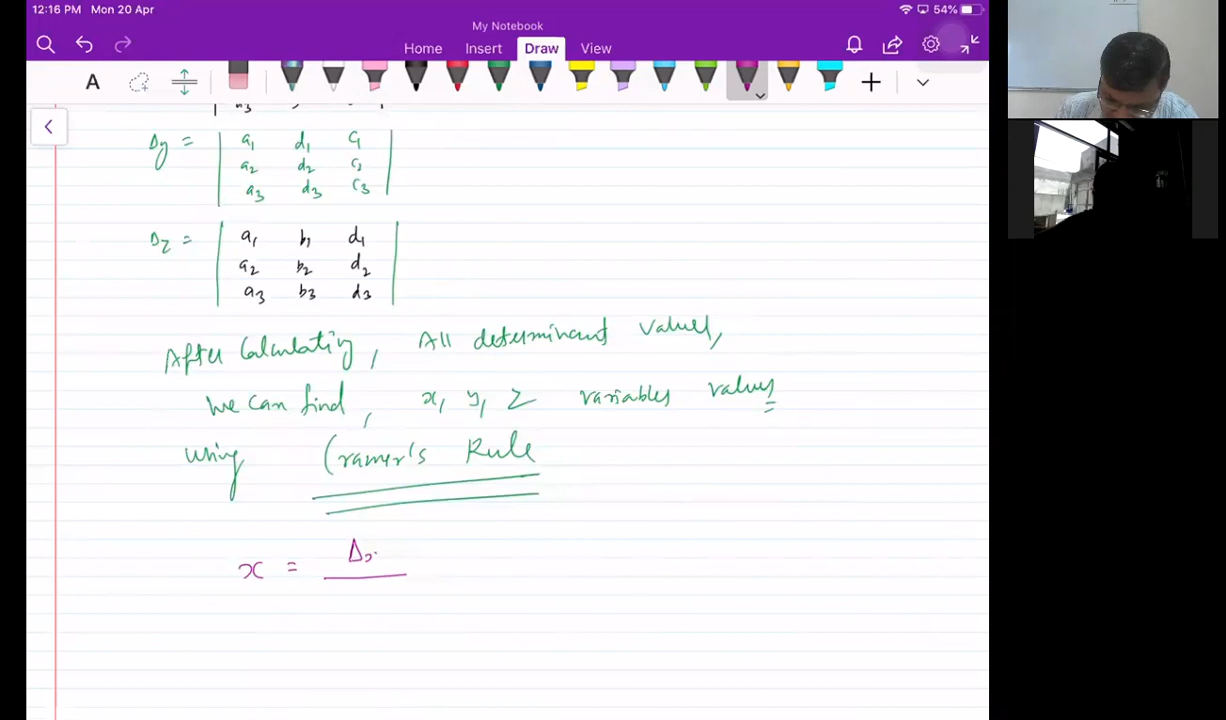 12:16 PM Mon 20 Apr
54%
My Notebook
Home Insert Draw View
A
a3
Δy = | a1 d1 c1
a2 d2 c2
a3 d3 c3 |
Δz = | a1 b1 d1
a2 b2 d2
a3 b3 d3 |
After Calculating, All determinant values,
we can find, x, y, z variables values
using Cramer's Rule
x = Δx